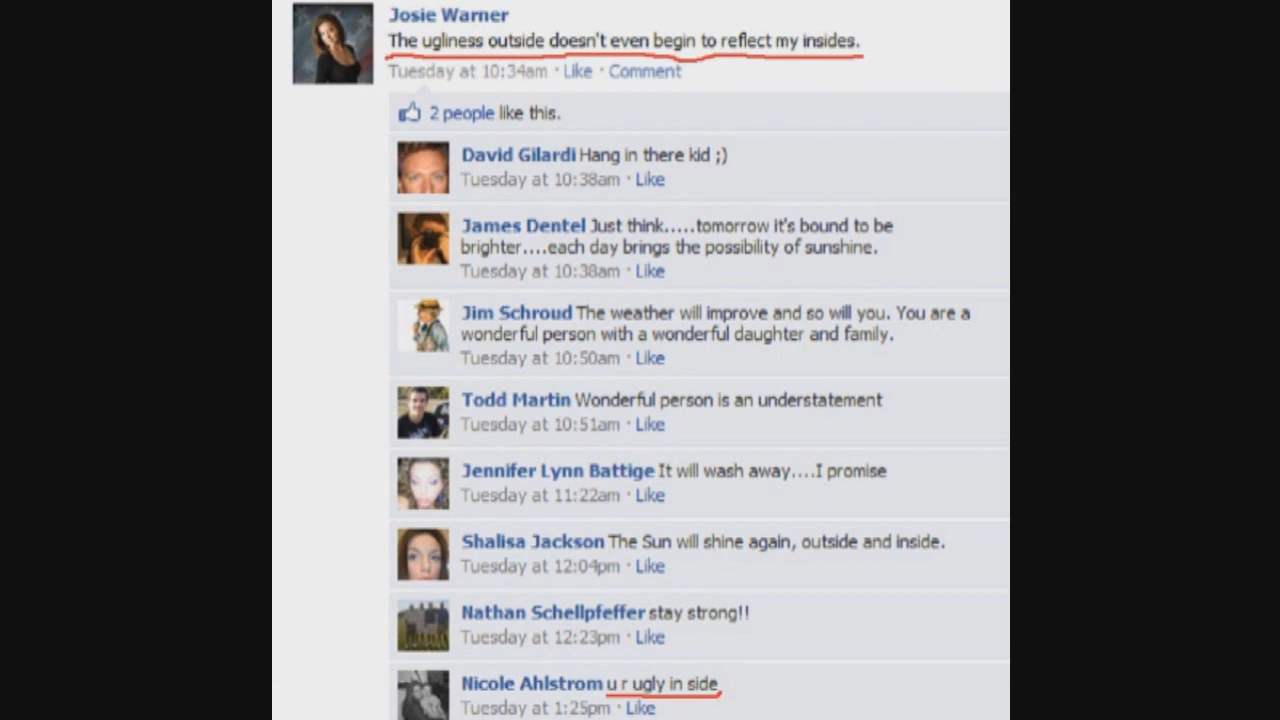 Josie Warner
The ugliness outside doesn't even begin to reflect my insides.
Tuesday at 10:34am · Like · Comment
2 people like this.
David Gilardi Hang in there kid ;)
Tuesday at 10:38am · Like
James Dentel Just think.....tomorrow it's bound to be
brighter....each day brings the possibility of sunshine.
Tuesday at 10:38am · Like
Jim Schroud The weather will improve and so will you. You are a
wonderful person with a wonderful daughter and family.
Tuesday at 10:50am · Like
Todd Martin Wonderful person is an understatement
Tuesday at 10:51am · Like
Jennifer Lynn Battige It will wash away....I promise
Tuesday at 11:22am · Like
Shalisa Jackson The Sun will shine again, outside and inside.
Tuesday at 12:04pm · Like
Nathan Schellpfeffer stay strong!!
Tuesday at 12:23pm · Like
Nicole Ahlstrom u r ugly in side
Tuesday at 1:25pm · Like